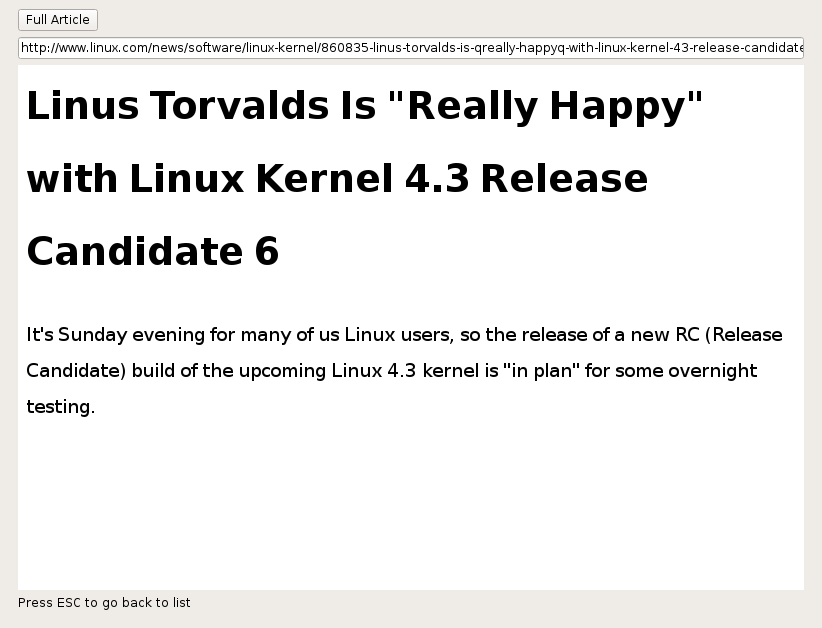 Full Article
http://www.linux.com/news/software/linux-kernel/860835-linus-torvalds-is-qreally-happyq-with-linux-kernel-43-release-candidate
Linus Torvalds Is "Really Happy"
with Linux Kernel 4.3 Release
Candidate 6
It's Sunday evening for many of us Linux users, so the release of a new RC (Release
Candidate) build of the upcoming Linux 4.3 kernel is "in plan" for some overnight
testing.
Press ESC to go back to list